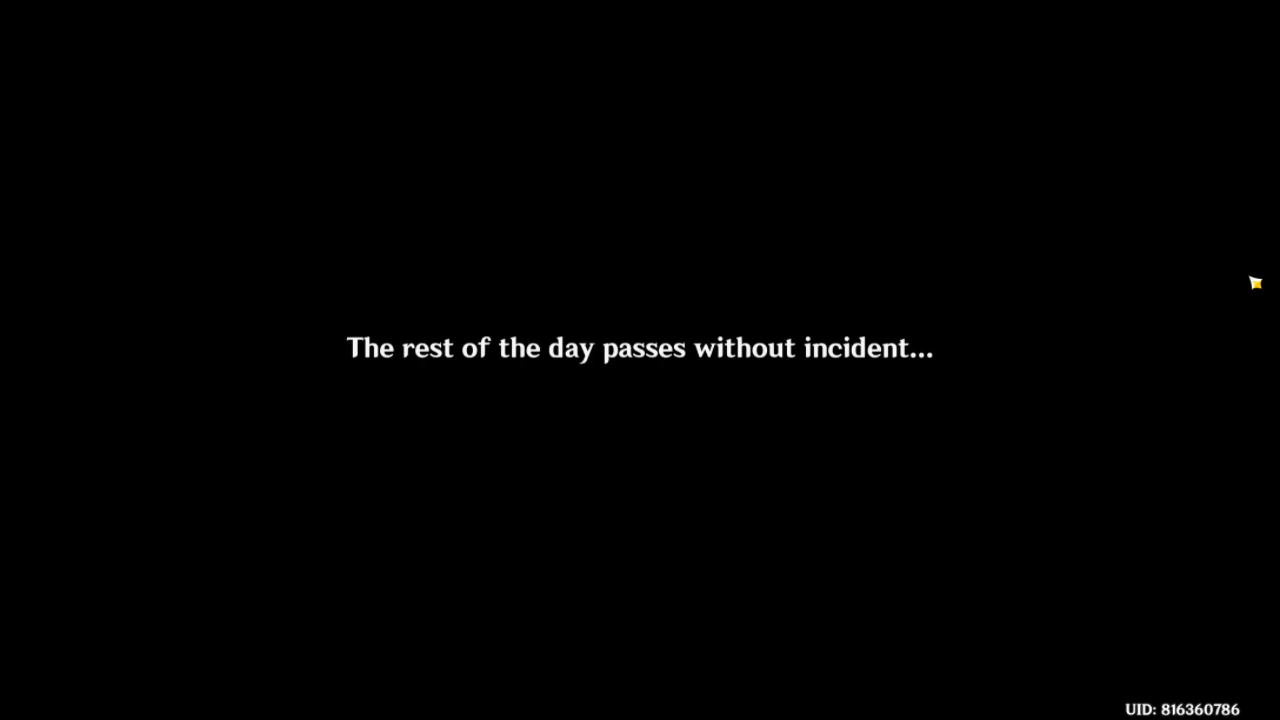 The rest of the day passes without incident...
UID: 816360786